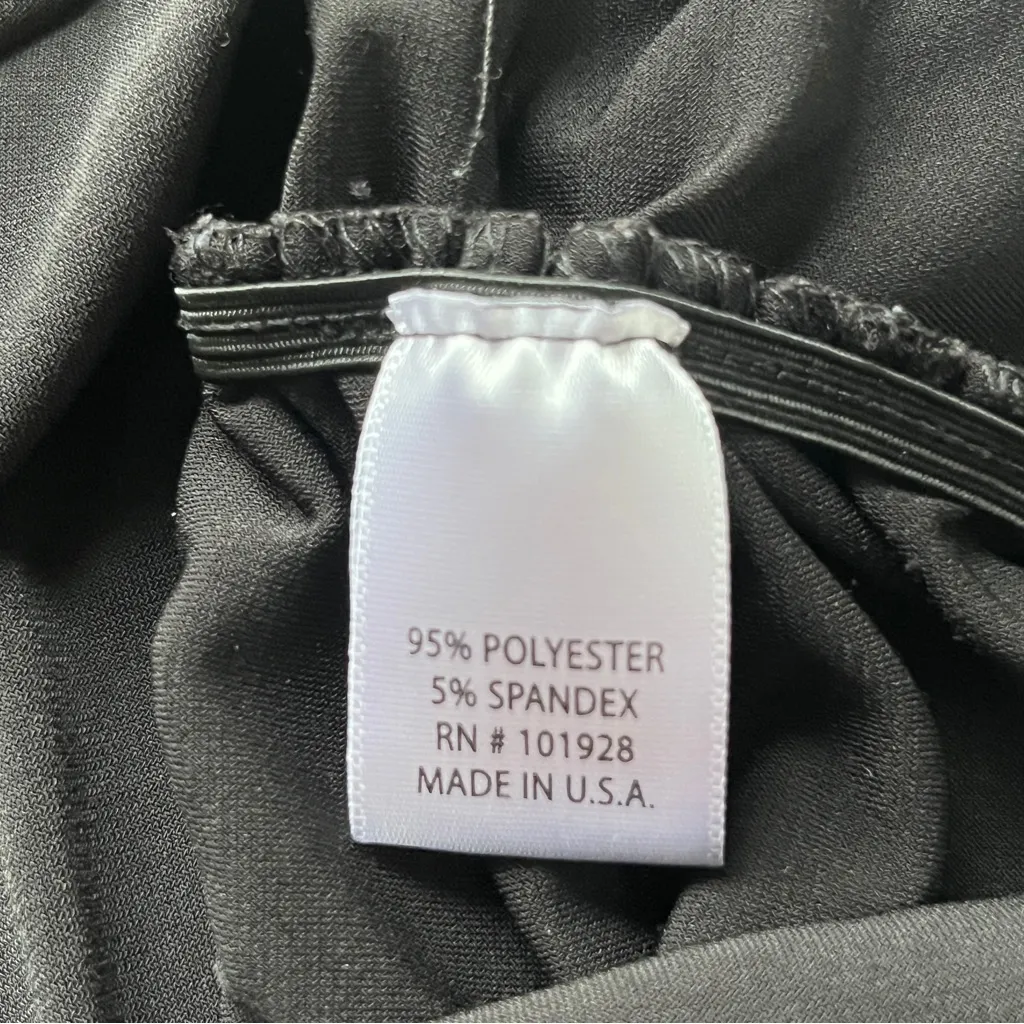 95% POLYESTER
5% SPANDEX
RN # 101928
MADE IN U.S.A.